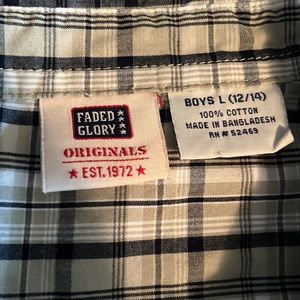 FADED
GLORY
ORIGINALS
★ EST. 1972 ★
BOYS L (12/14)
100% COTTON
MADE IN BANGLADESH
RN# 52469